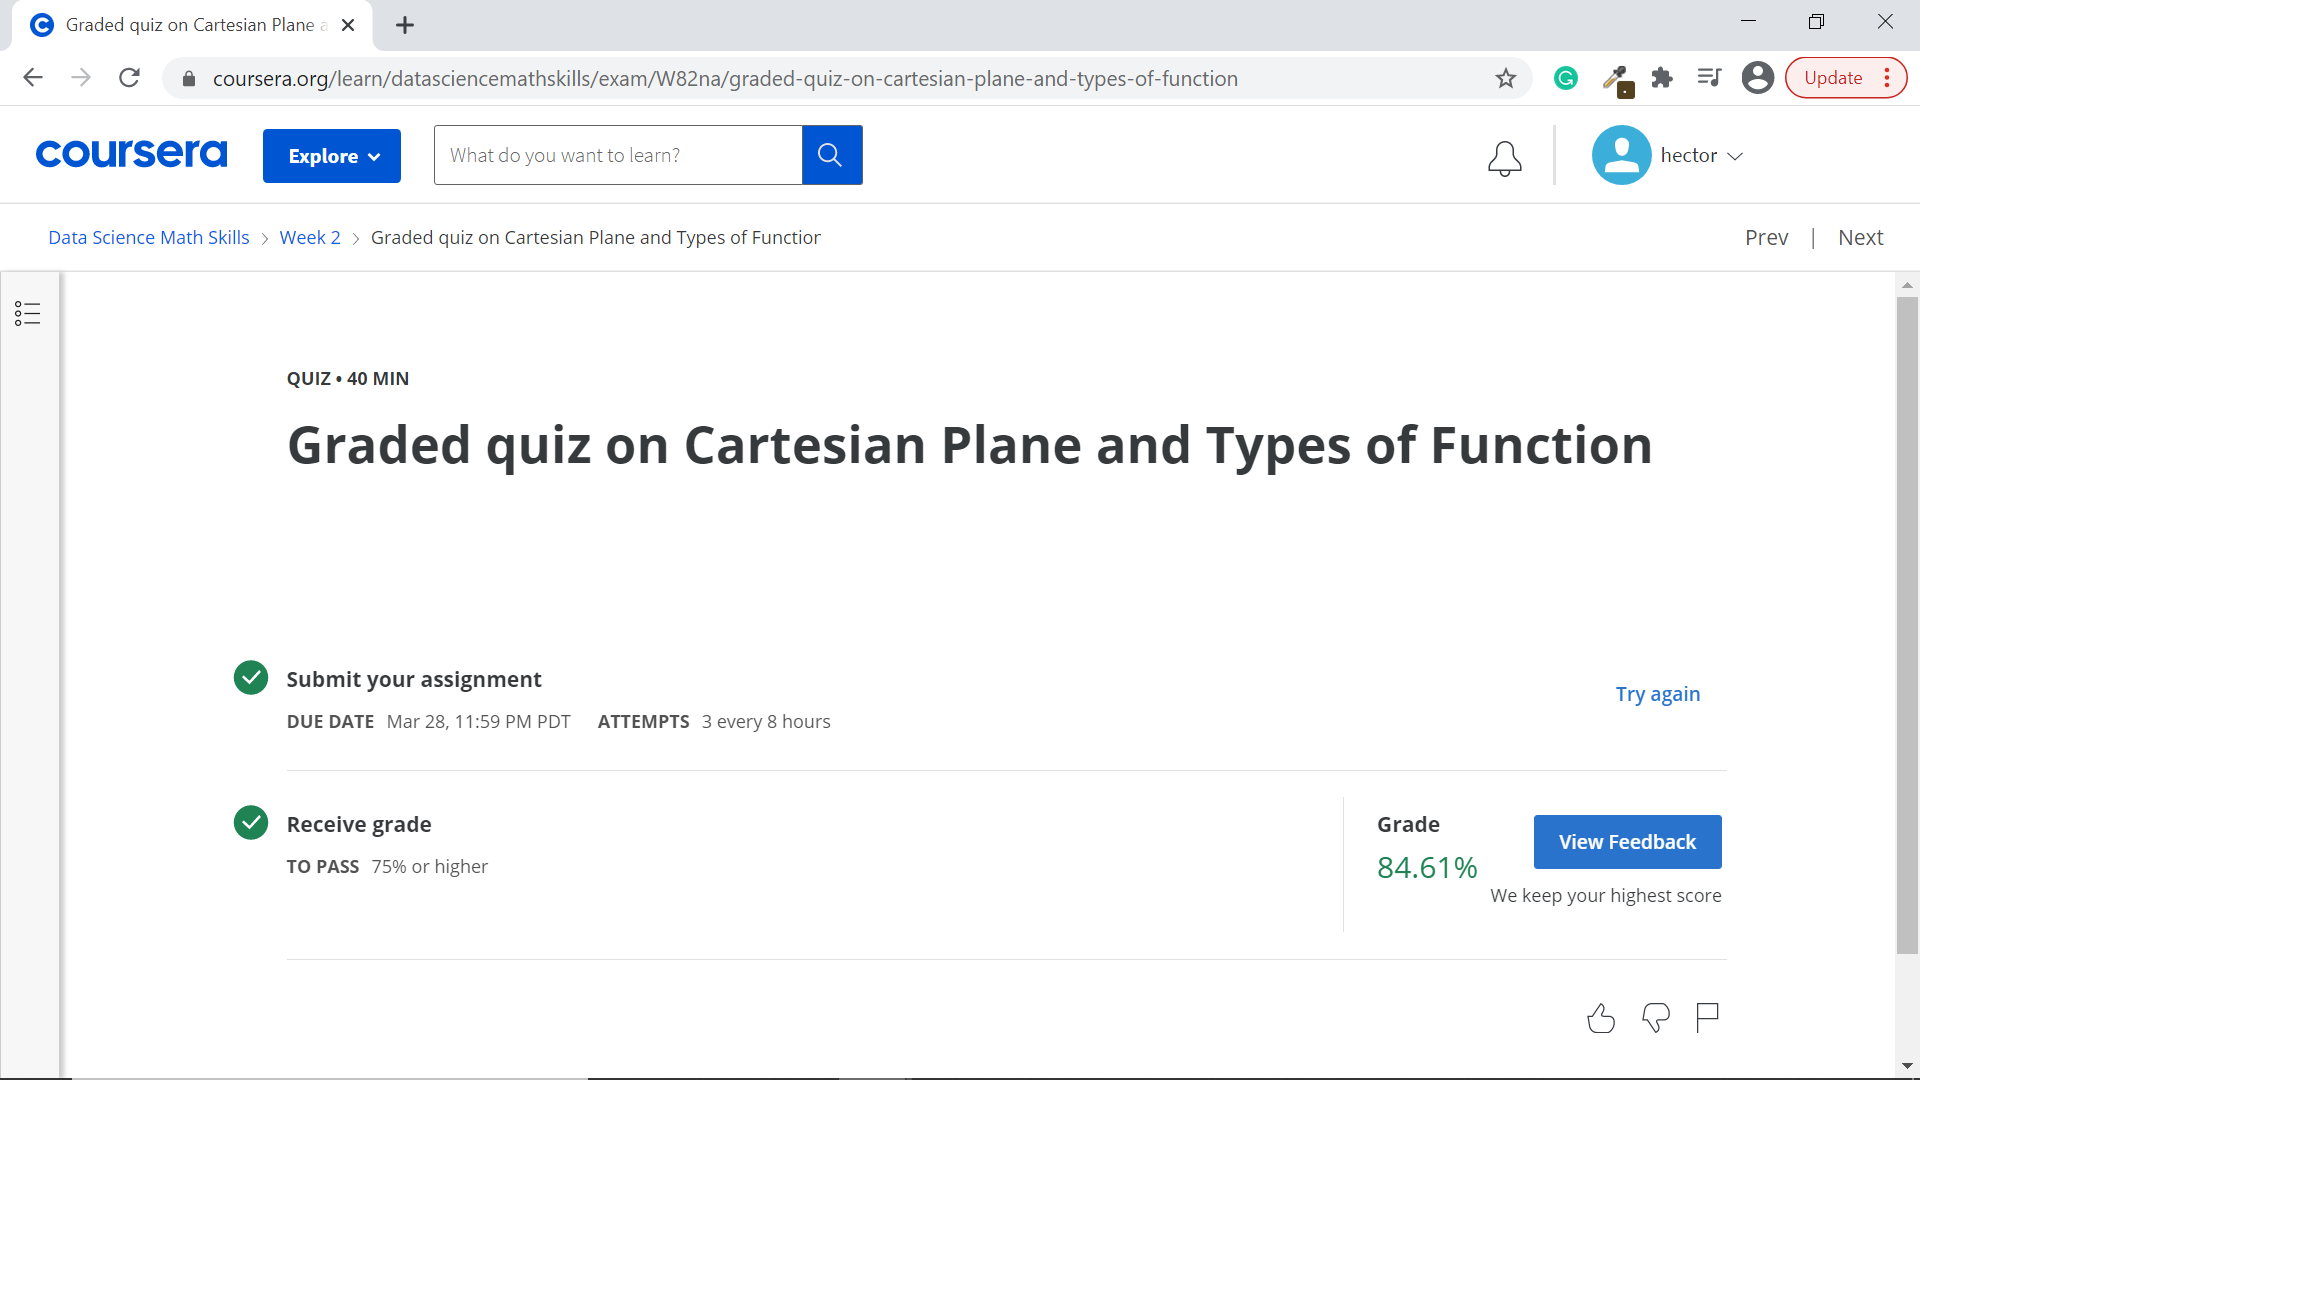 Graded quiz on Cartesian Plane a
coursera.org/learn/datasciencemathskills/exam/W82na/graded-quiz-on-cartesian-plane-and-types-of-function
Update
coursera
Explore
What do you want to learn?
hector
Data Science Math Skills > Week 2 > Graded quiz on Cartesian Plane and Types of Function
Prev | Next
QUIZ • 40 MIN
Graded quiz on Cartesian Plane and Types of Function
Submit your assignment
Try again
DUE DATE Mar 28, 11:59 PM PDT ATTEMPTS 3 every 8 hours
Receive grade
TO PASS 75% or higher
Grade
84.61%
View Feedback
We keep your highest score